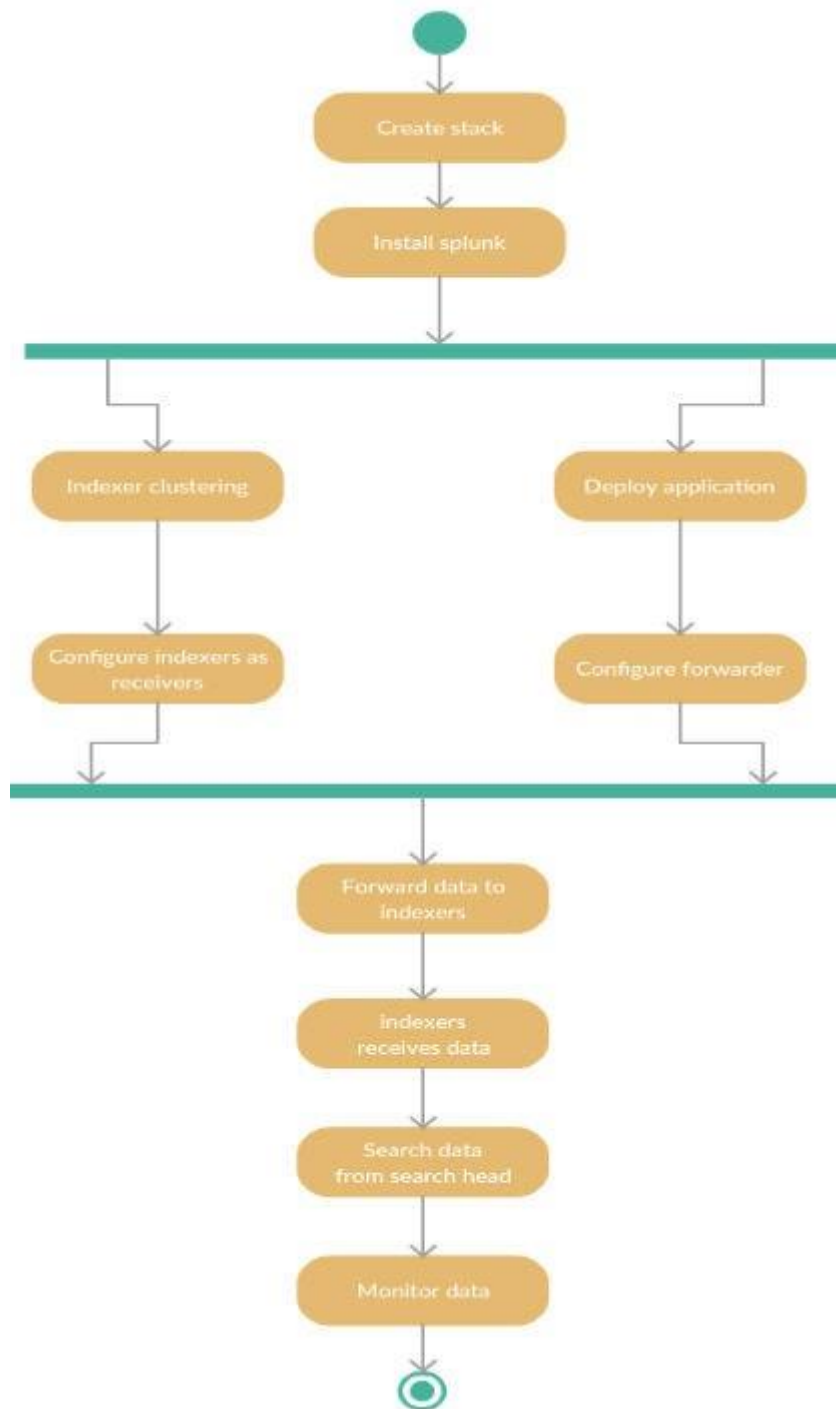 Create stack
Install splunk
Indexer clustering
Deploy application
Configure indexers as
receivers
Configure forwarder
Forward data to
indexers
indexers
receives data
Search data
from search head
Monitor data